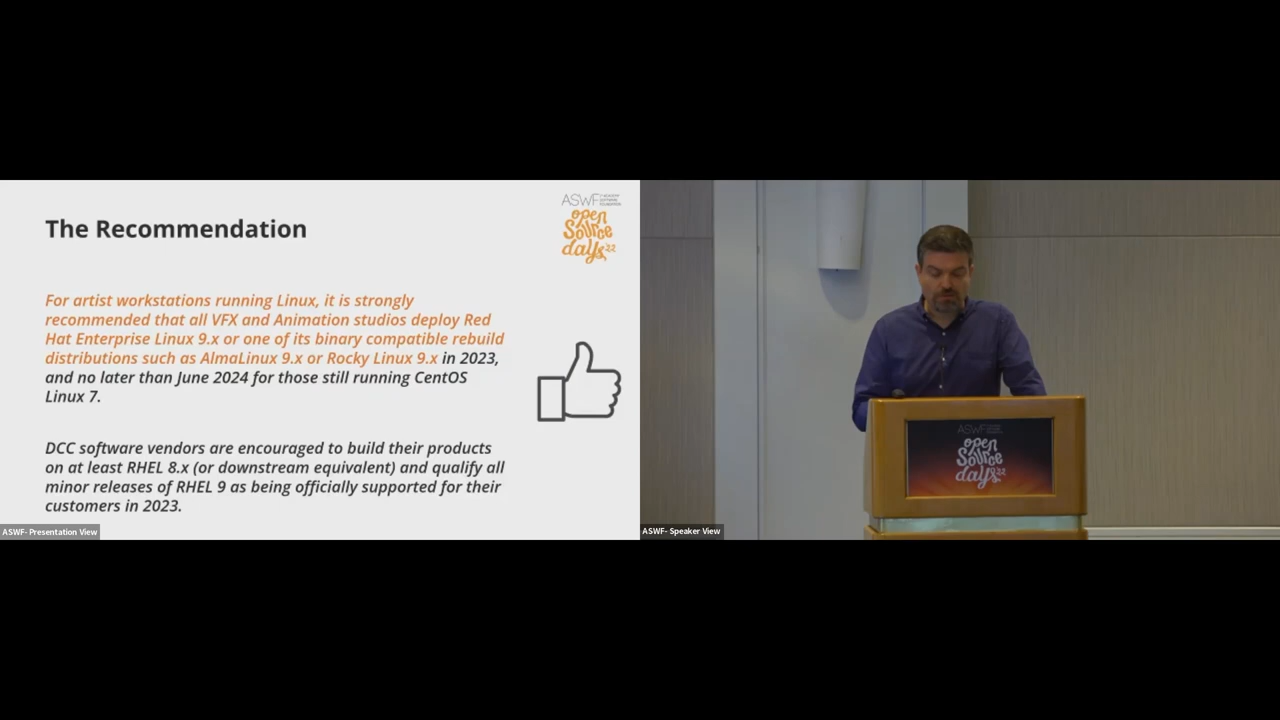 The Recommendation
ASWF
open
source
days
22
For artist workstations running Linux, it is strongly
recommended that all VFX and Animation studios deploy Red
Hat Enterprise Linux 9.x or one of its binary compatible rebuild
distributions such as AlmaLinux 9.x or Rocky Linux 9.x in 2023,
and no later than June 2024 for those still running CentOS
Linux 7.
DCC software vendors are encouraged to build their products
on at least RHEL 8.x (or downstream equivalent) and qualify all
minor releases of RHEL 9 as being officially supported for their
customers in 2023.
ASWF- Presentation View
ASWF
open
source
days
22
ASWF- Speaker View